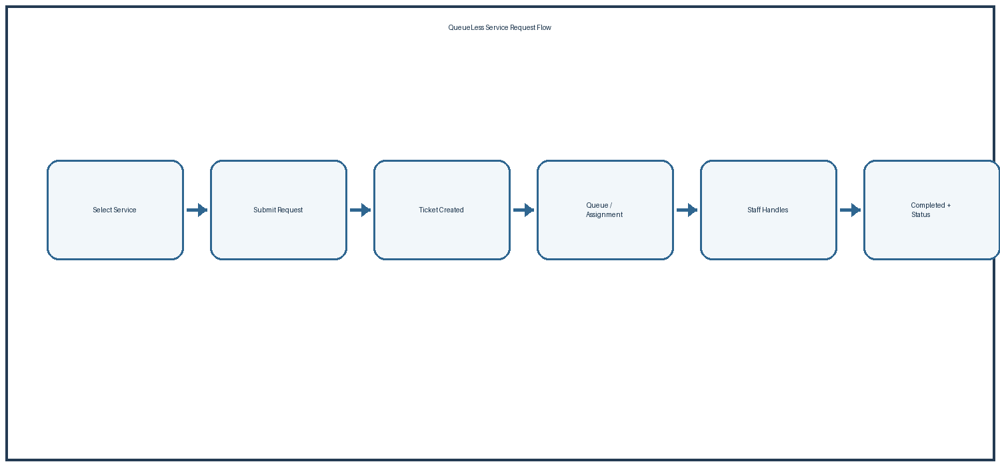 QueueLess Service Request Flow
Select Service
Submit Request
Ticket Created
Queue /
Assignment
Staff Handles
Completed +
Status